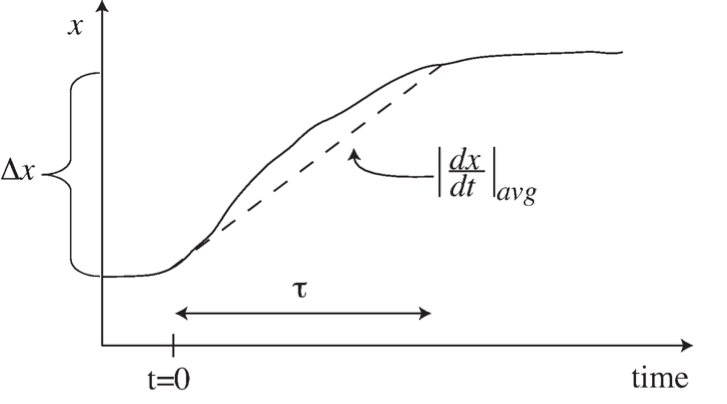 x
Δx
|dx/dt|avg
τ
t=0
time